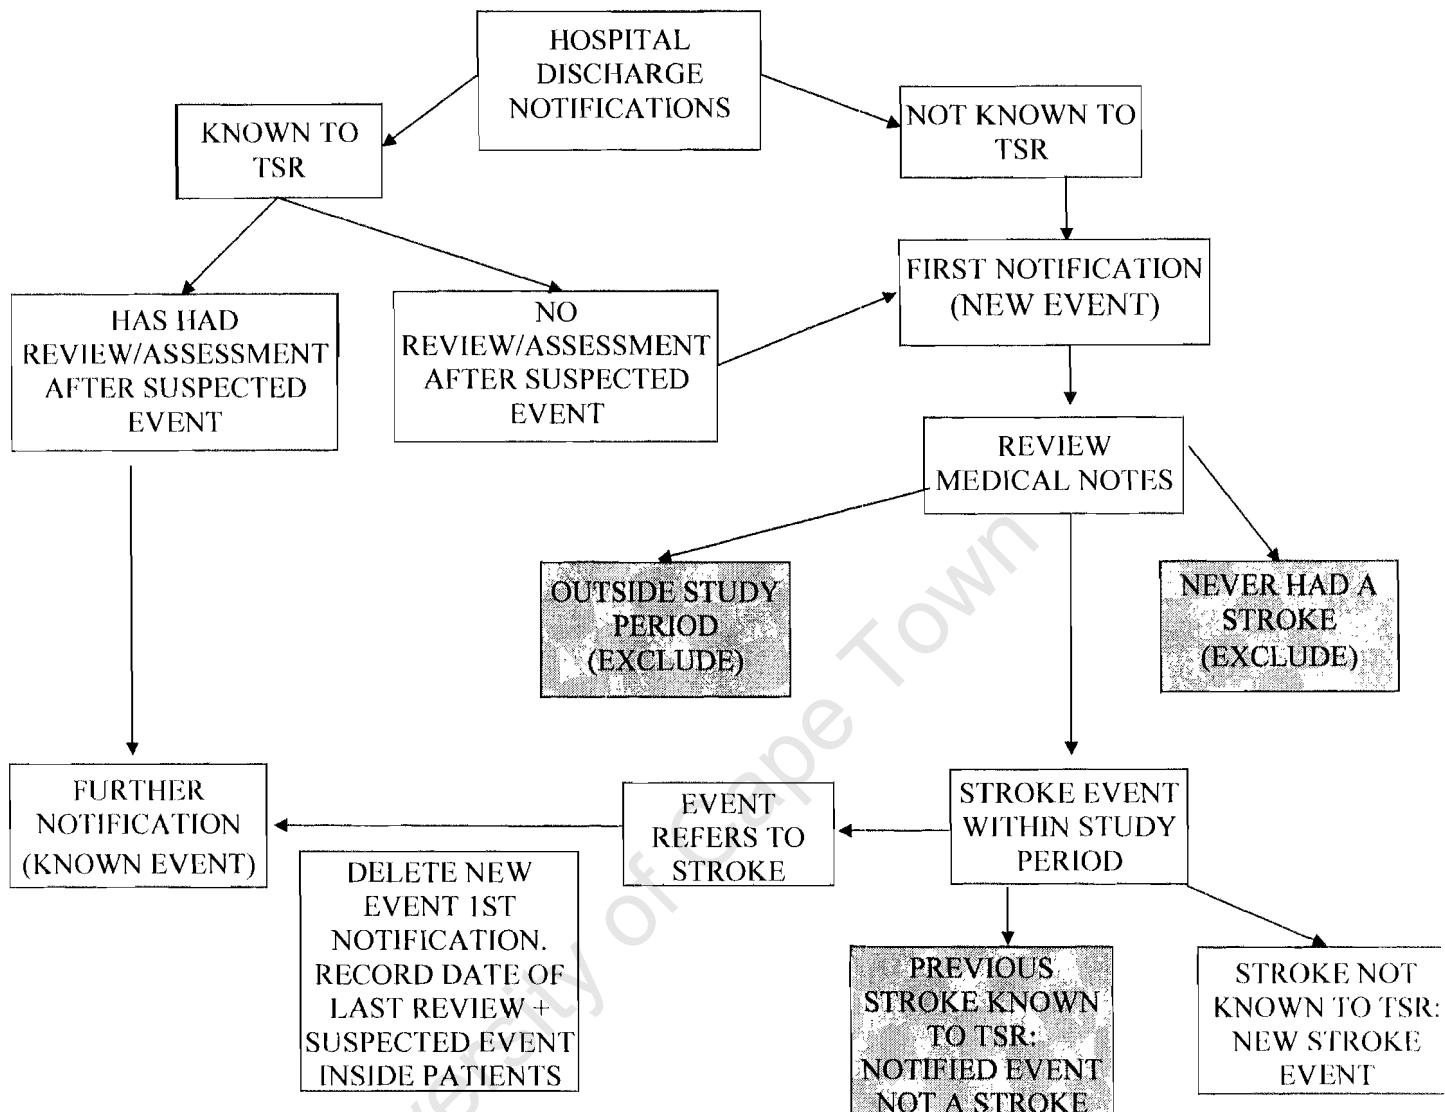 HOSPITAL
DISCHARGE
NOTIFICATIONS
KNOWN TO
TSR
NOT KNOWN TO
TSR
FIRST NOTIFICATION
(NEW EVENT)
HAS HAD
REVIEW/ASSESSMENT
AFTER SUSPECTED
EVENT
NO
REVIEW/ASSESSMENT
AFTER SUSPECTED
EVENT
REVIEW
MEDICAL NOTES
OUTSIDE STUDY
PERIOD
(EXCLUDE)
NEVER HAD A
STROKE
(EXCLUDE)
FURTHER
NOTIFICATION
(KNOWN EVENT)
EVENT
REFERS TO
STROKE
STROKE EVENT
WITHIN STUDY
PERIOD
DELETE NEW
EVENT 1ST
NOTIFICATION.
RECORD DATE OF
LAST REVIEW +
SUSPECTED EVENT
INSIDE PATIENTS
PREVIOUS
STROKE KNOWN
TO TSR:
NOTIFIED EVENT
NOT A STROKE
STROKE NOT
KNOWN TO TSR:
NEW STROKE
EVENT
versity of Cape Town